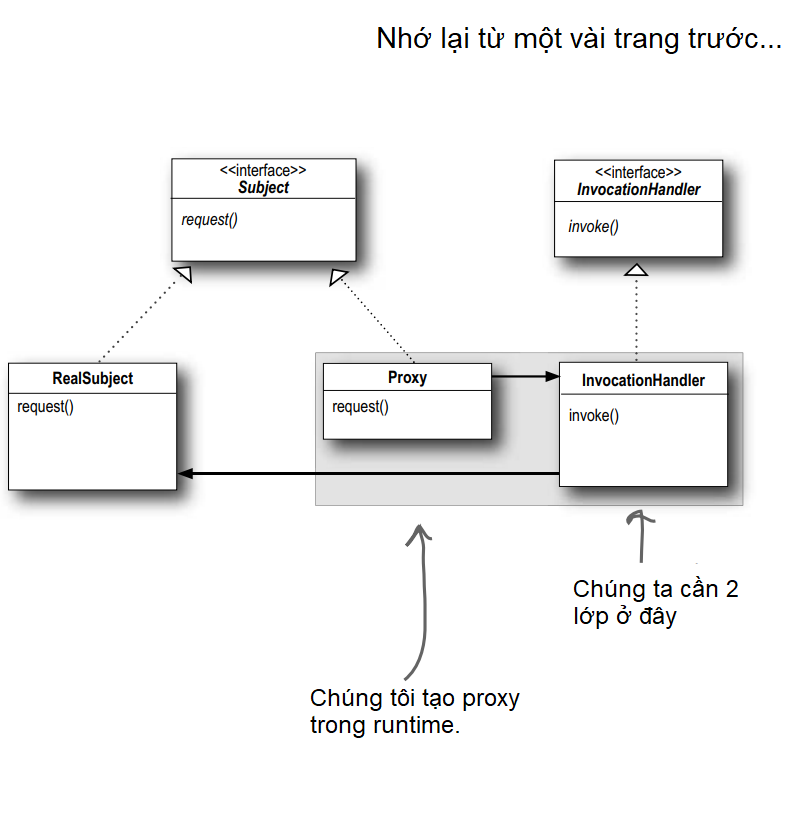 Nhớ lại từ một vài trang trước...
<<interface>>
Subject
request()
<<interface>>
InvocationHandler
invoke()
RealSubject
request()
Proxy
request()
InvocationHandler
invoke()
Chúng ta cần 2
lớp ở đây
Chúng tôi tạo proxy
trong runtime.